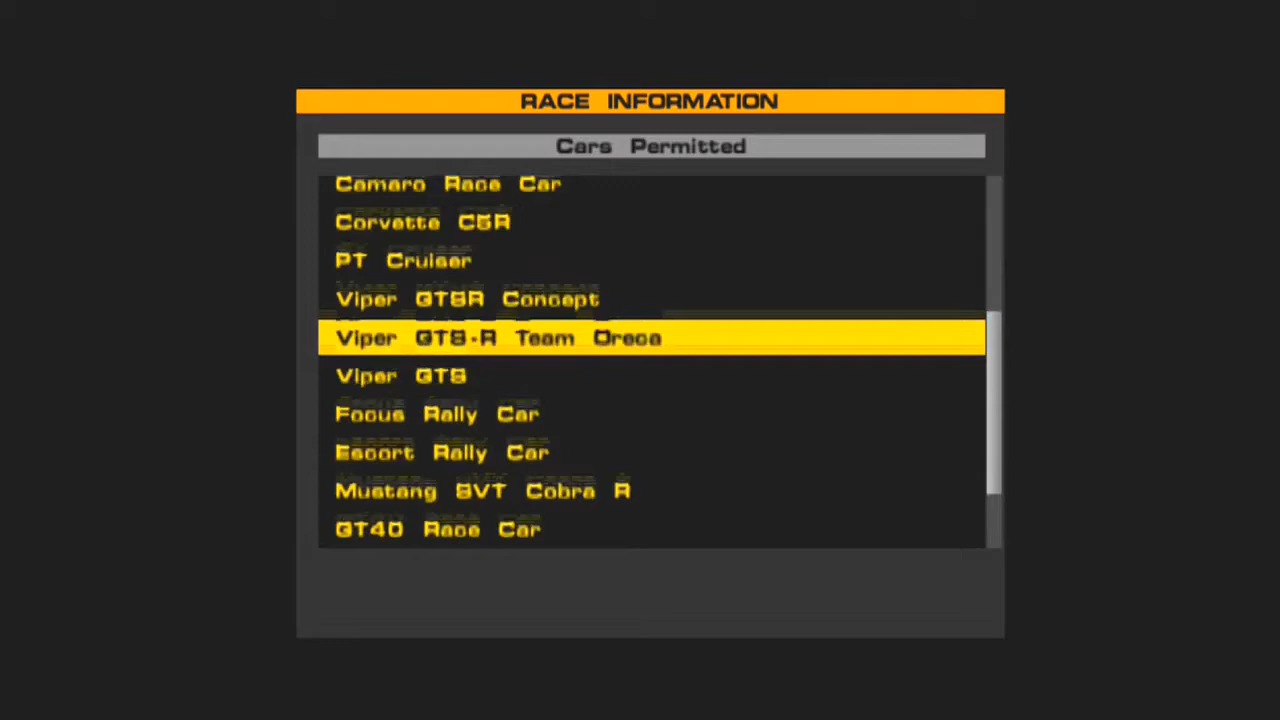 RACE INFORMATION
Cars Permitted
Camaro Race Car
Corvette C5R
PT Cruiser
Viper GTSR Concept
Viper GTS-R Team Oreca
Viper GTS
Focus Rally Car
Escort Rally Car
Mustang SVT Cobra R
GT40 Race Car